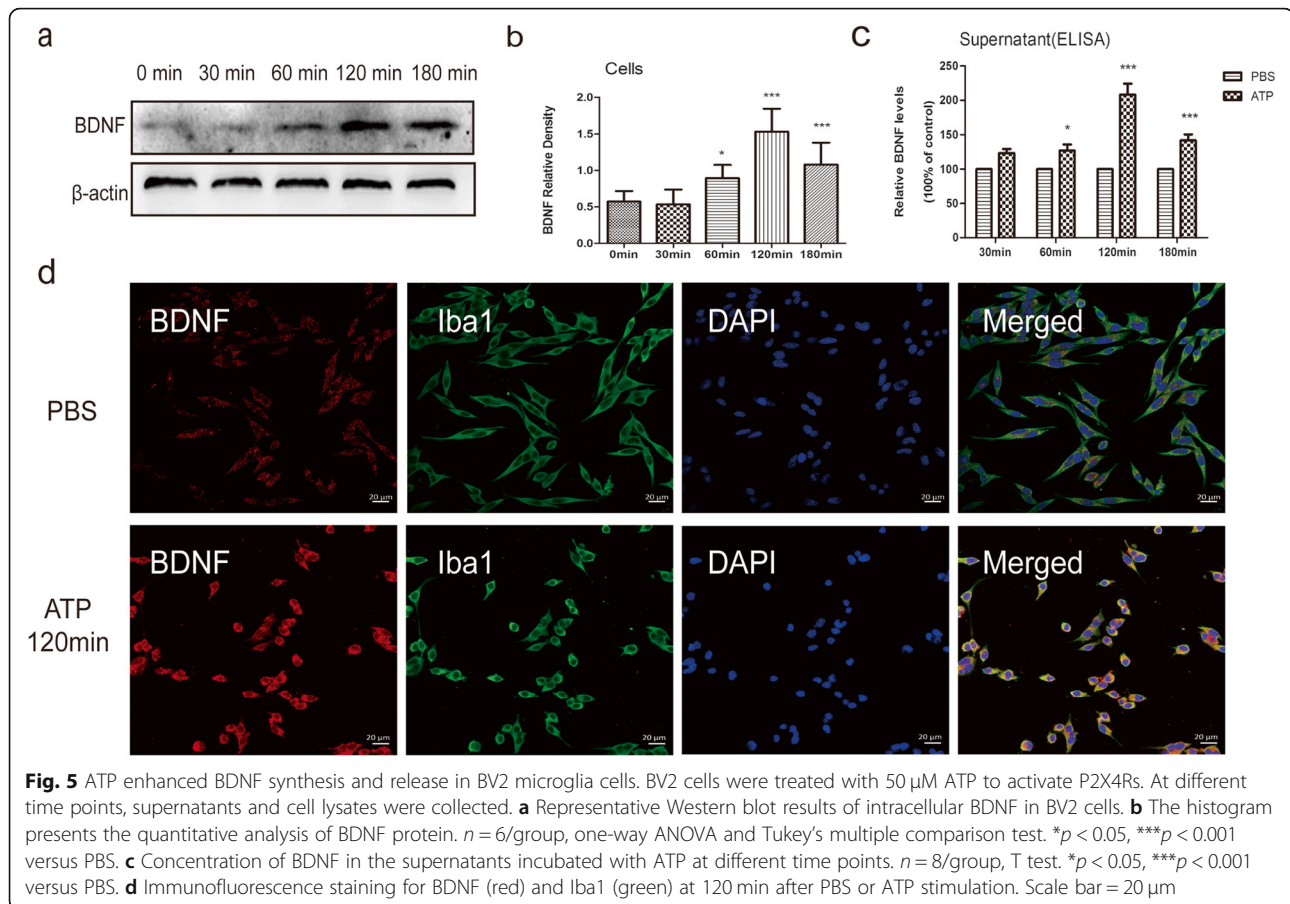 a
0 min 30 min 60 min 120 min 180 min
BDNF
β-actin
b
Cells
BDNF Relative Density
2.0
1.5
1.0
0.5
0.0
* *** ***
0min 30min 60min 120min 180min
c
Supernatant(ELISA)
Relative BDNF levels
(100% of control)
250
200
150
100
50
0
* *** ***
30min 60min 120min 180min
PBS
ATP
d
PBS
BDNF Iba1 DAPI Merged
20 μm 20 μm 20 μm 20 μm
ATP
120min
BDNF Iba1 DAPI Merged
20 μm 20 μm 20 μm 20 μm
Fig. 5 ATP enhanced BDNF synthesis and release in BV2 microglia cells. BV2 cells were treated with 50 μM ATP to activate P2X4Rs. At different
time points, supernatants and cell lysates were collected. a Representative Western blot results of intracellular BDNF in BV2 cells. b The histogram
presents the quantitative analysis of BDNF protein. n = 6/group, one-way ANOVA and Tukey's multiple comparison test. *p < 0.05, ***p < 0.001
versus PBS. c Concentration of BDNF in the supernatants incubated with ATP at different time points. n = 8/group, T test. *p < 0.05, ***p < 0.001
versus PBS. d Immunofluorescence staining for BDNF (red) and Iba1 (green) at 120 min after PBS or ATP stimulation. Scale bar = 20 μm